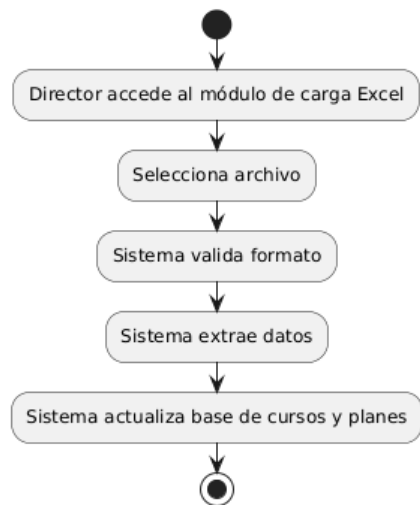 Director accede al módulo de carga Excel
Selecciona archivo
Sistema valida formato
Sistema extrae datos
Sistema actualiza base de cursos y planes